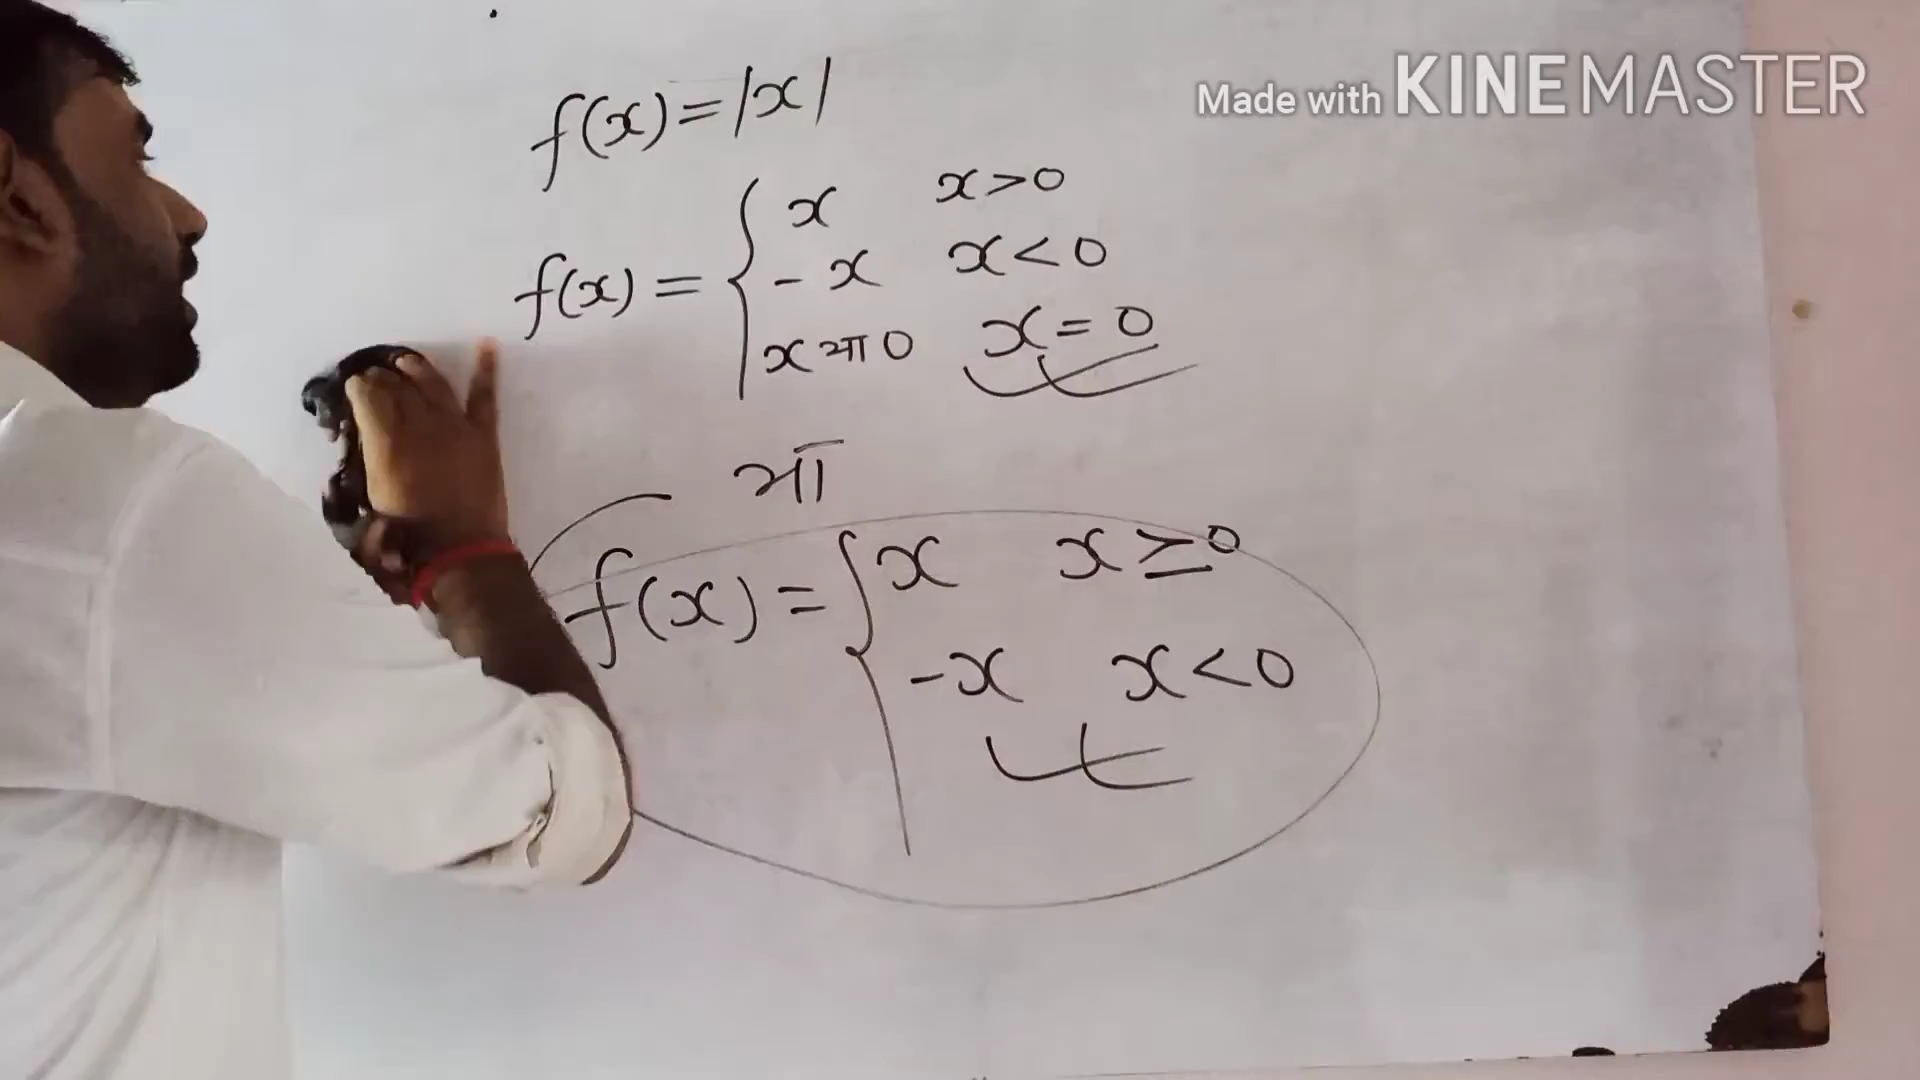 Made with KINEMASTER
f(x)=|x|
f(x) = { x x>0
-x x<0
x या 0 x=0
या
f(x) = { x x≥0
-x x<0